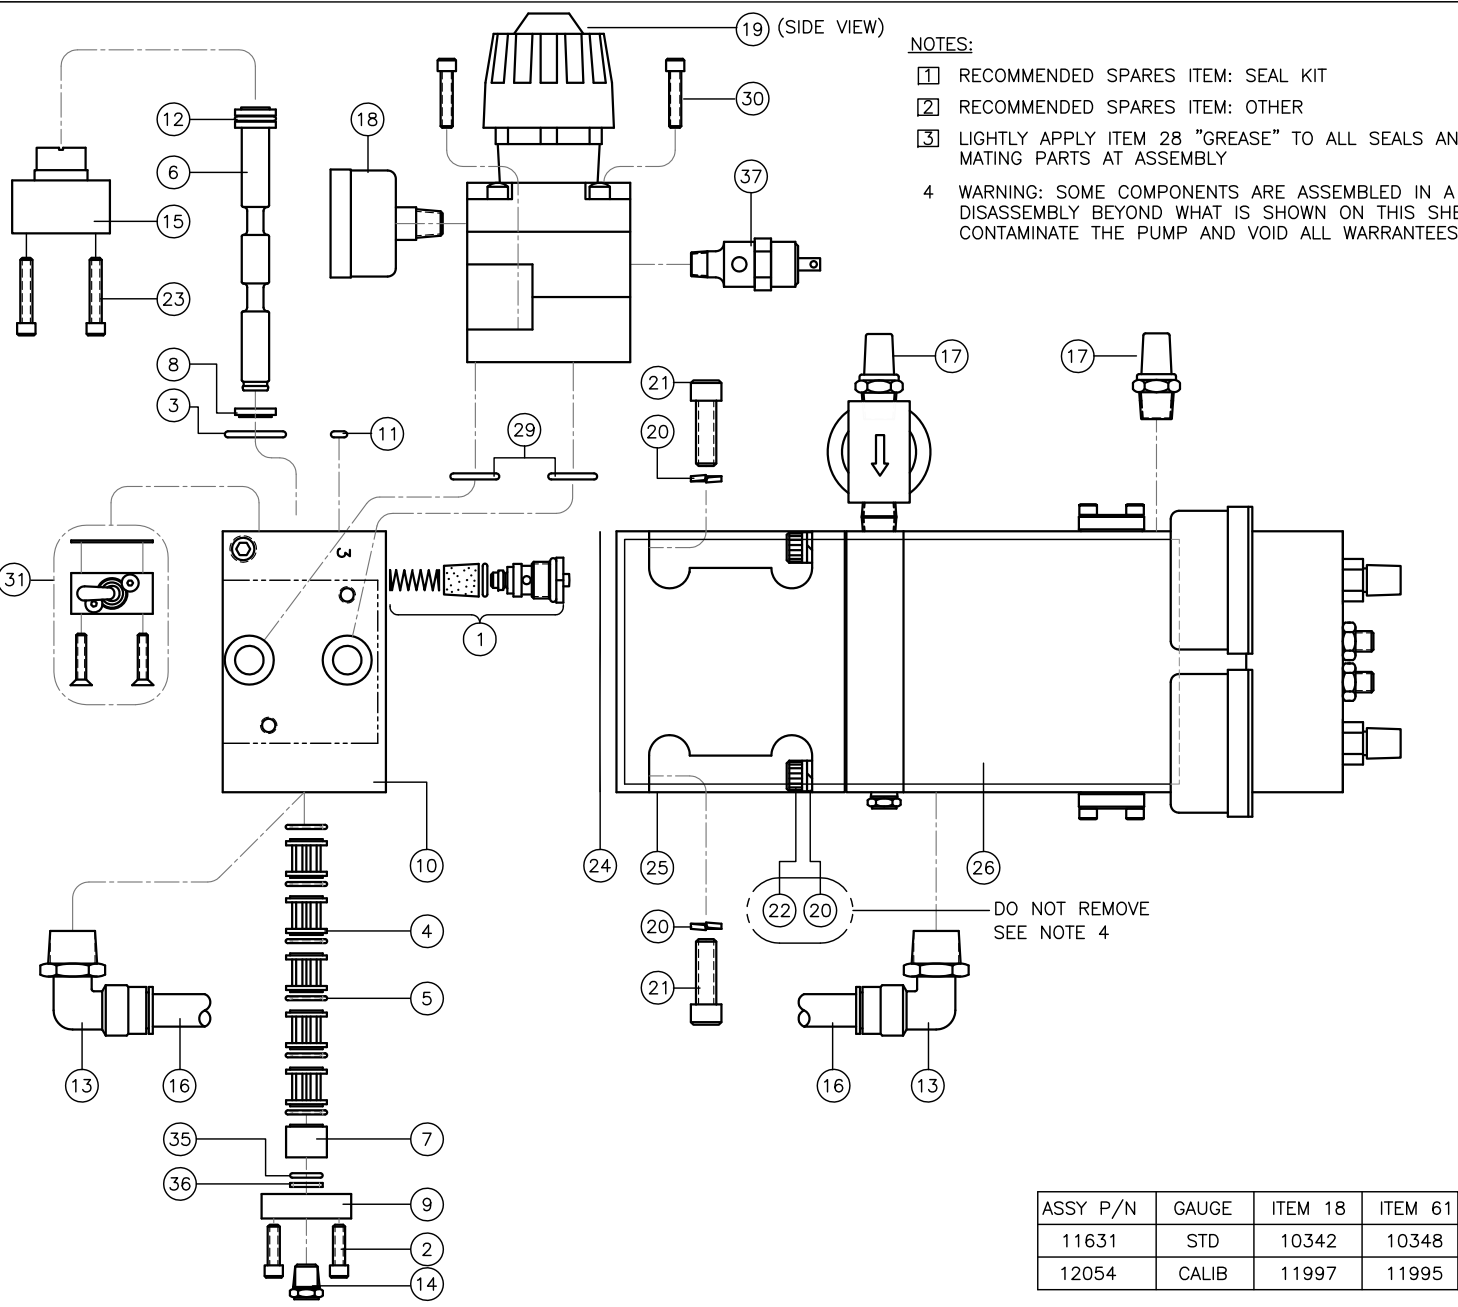 19 (SIDE VIEW)
NOTES:
1 RECOMMENDED SPARES ITEM: SEAL KIT
2 RECOMMENDED SPARES ITEM: OTHER
3 LIGHTLY APPLY ITEM 28 "GREASE" TO ALL SEALS AN
MATING PARTS AT ASSEMBLY
4 WARNING: SOME COMPONENTS ARE ASSEMBLED IN A
DISASSEMBLY BEYOND WHAT IS SHOWN ON THIS SHE
CONTAMINATE THE PUMP AND VOID ALL WARRANTEES
30
12
18
6
37
15
23
17
17
8
21
3
11
29
20
3
31
1
10
24
25
26
22 20
DO NOT REMOVE
SEE NOTE 4
4
20
5
21
13
16
16
13
35
7
36
9
2
14
ASSY P/N GAUGE ITEM 18 ITEM 61
11631 STD 10342 10348
12054 CALIB 11997 11995